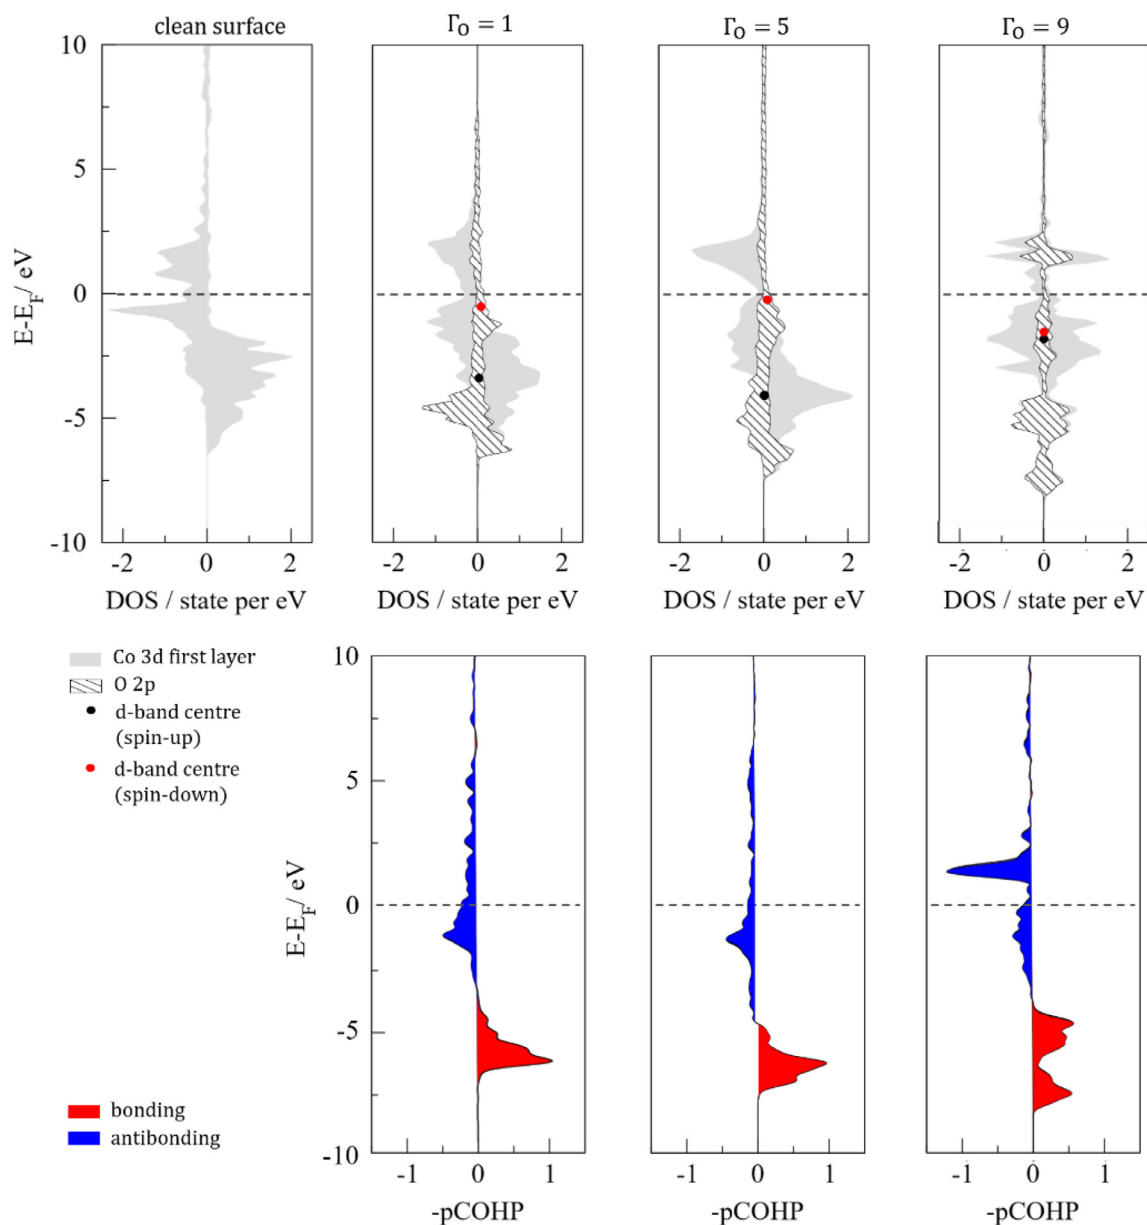 clean surface
ΓO = 1
ΓO = 5
ΓO = 9
10
5
0
-5
-10
E-EF/ eV
-2 0 2
-2 0 2
-2 0 2
-2 0 2
DOS / state per eV
DOS / state per eV
DOS / state per eV
DOS / state per eV
Co 3d first layer
O 2p
d-band centre
(spin-up)
d-band centre
(spin-down)
bonding
antibonding
10
5
0
-5
-10
E-EF/ eV
-1 0 1
-1 0 1
-1 0 1
-pCOHP
-pCOHP
-pCOHP